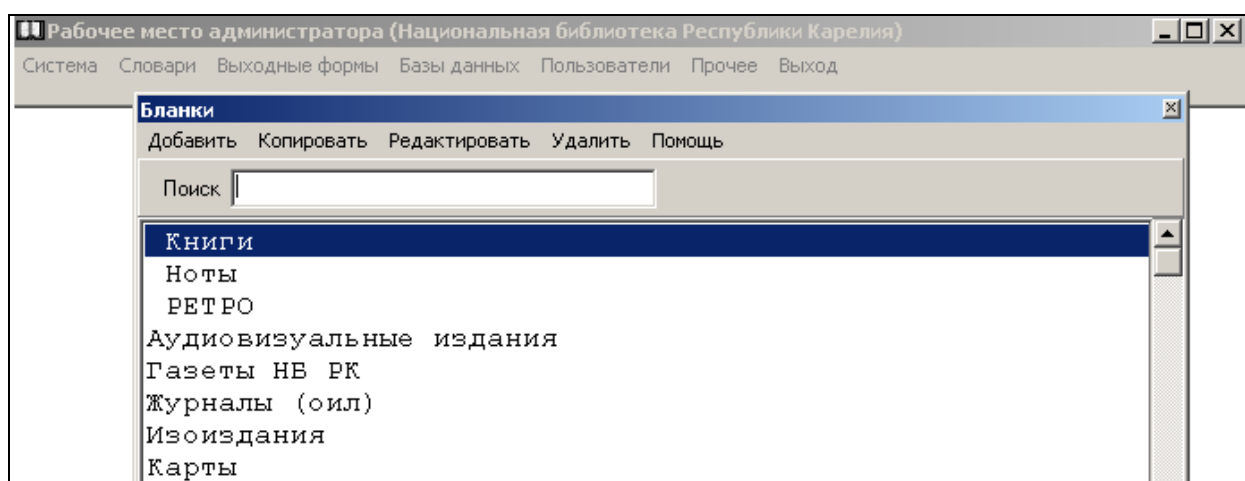 Рабочее место администратора (Национальная библиотека Республики Карелия)
Система Словари Выходные формы Базы данных Пользователи Прочее Выход
Бланки
Добавить Копировать Редактировать Удалить Помощь
Поиск
Книги
Ноты
РЕТРО
Аудиовизуальные издания
Газеты НБ РК
Журналы (оил)
Изоиздания
Карты